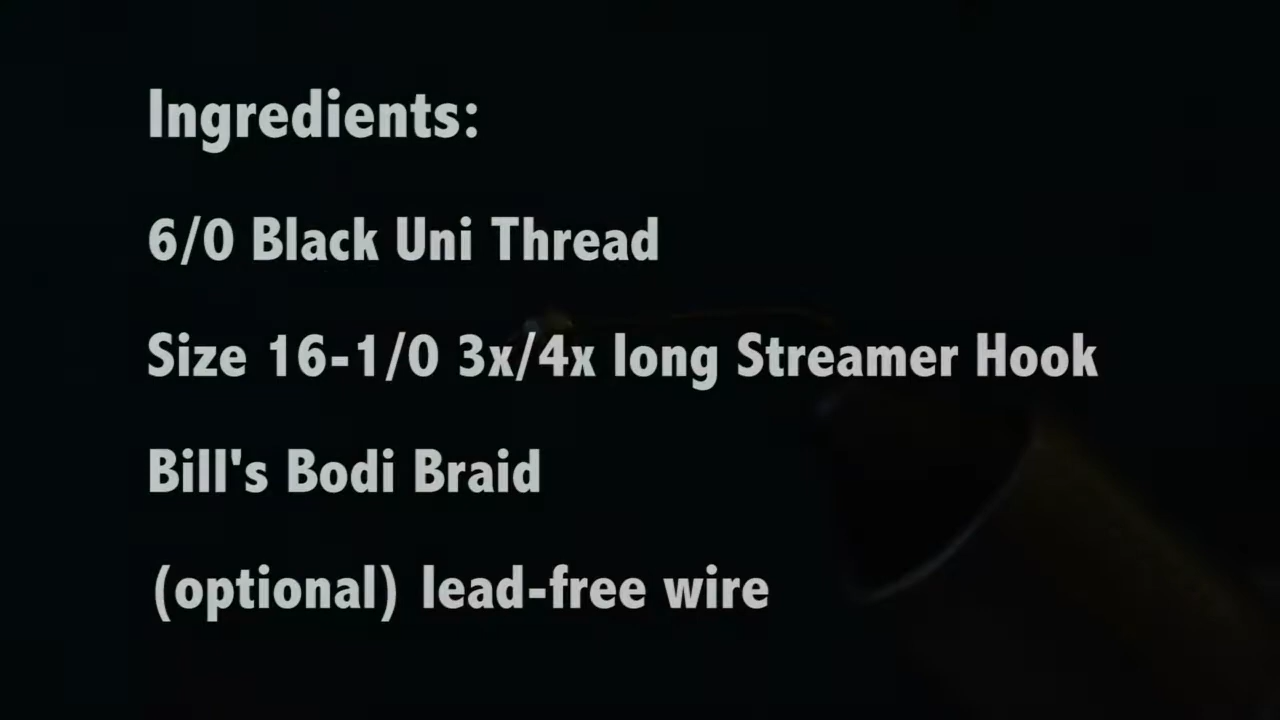 Ingredients:
6/0 Black Uni Thread
Size 16-1/0 3x/4x long Streamer Hook
Bill's Bodi Braid
(optional) lead-free wire